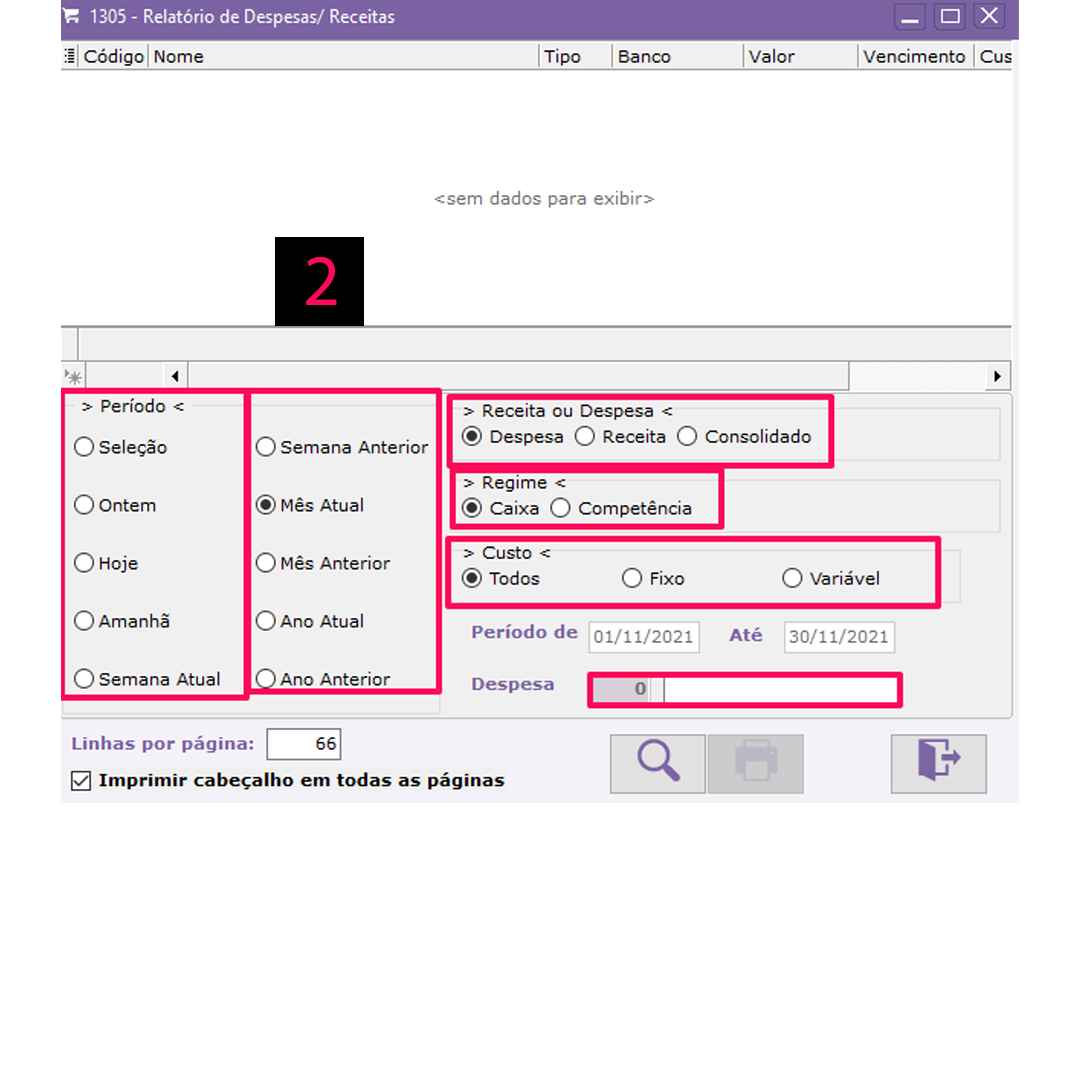 1305 - Relatório de Despesas/ Receitas
Código Nome Tipo Banco Valor Vencimento Cus
<sem dados para exibir>
2
> Período <
Seleção
Ontem
Hoje
Amanhã
Semana Atual
Semana Anterior
Mês Atual
Mês Anterior
Ano Atual
Ano Anterior
> Receita ou Despesa <
Despesa Receita Consolidado
> Regime <
Caixa Competência
> Custo <
Todos Fixo Variável
Período de 01/11/2021 Até 30/11/2021
Despesa 0
Linhas por página: 66
Imprimir cabeçalho em todas as páginas